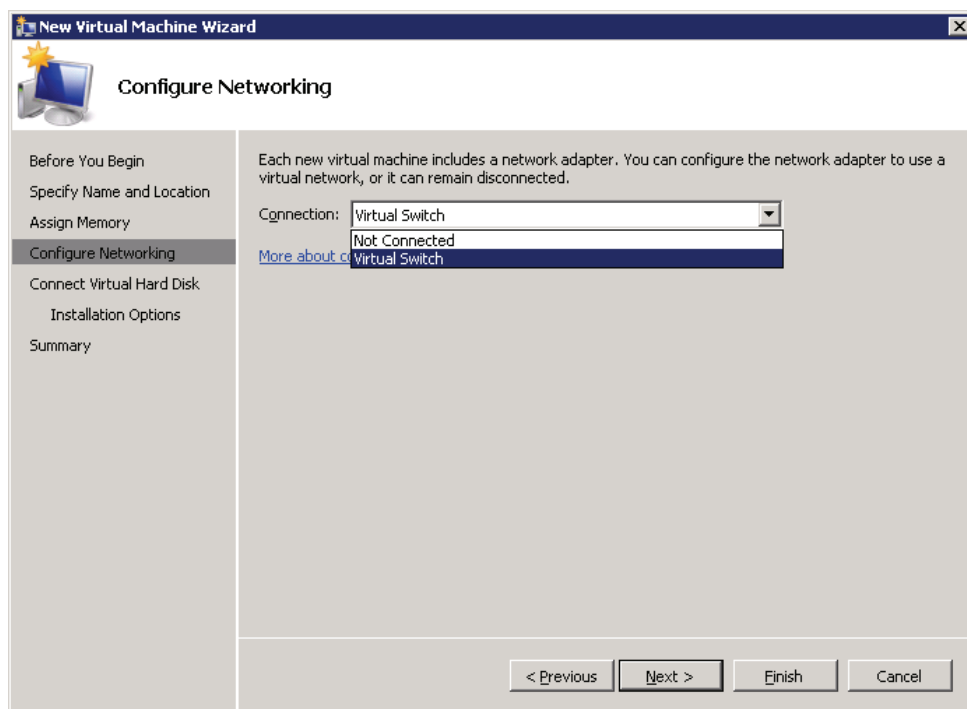 New Virtual Machine Wizard
Configure Networking
Before You Begin
Specify Name and Location
Assign Memory
Configure Networking
Connect Virtual Hard Disk
Installation Options
Summary
Each new virtual machine includes a network adapter. You can configure the network adapter to use a
virtual network, or it can remain disconnected.
Connection: Virtual Switch
Not Connected
More about Virtual Switch
< Previous Next > Finish Cancel